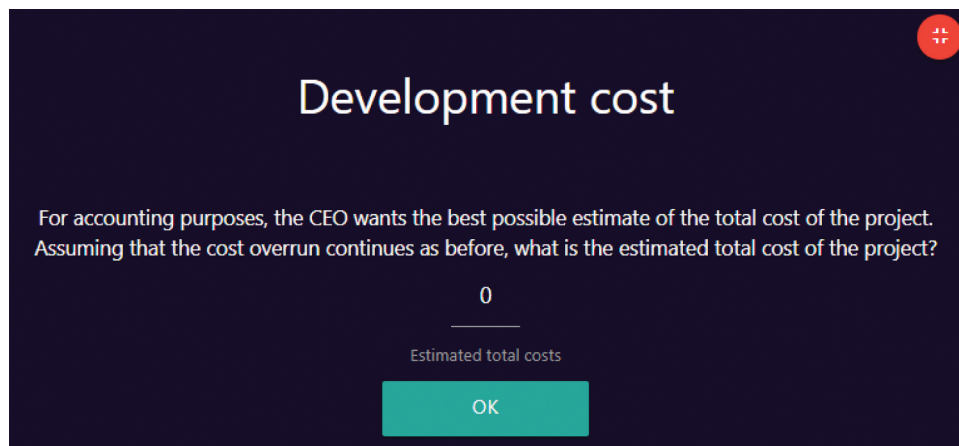 Development cost
For accounting purposes, the CEO wants the best possible estimate of the total cost of the project.
Assuming that the cost overrun continues as before, what is the estimated total cost of the project?
0
Estimated total costs
OK